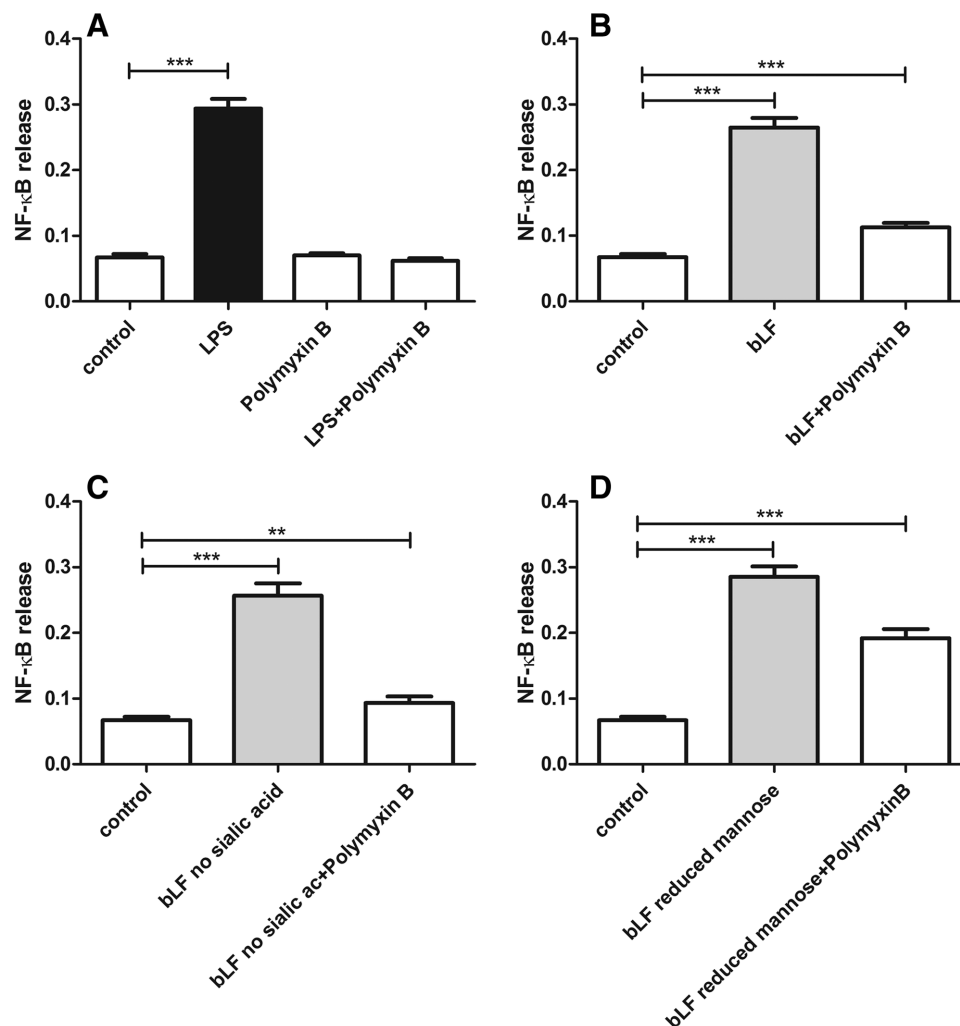 A
NF-κB release
0.4
0.3
0.2
0.1
0.0
***
control
LPS
Polymyxin B
LPS+Polymyxin B
B
NF-κB release
0.4
0.3
0.2
0.1
0.0
***
***
control
bLF
bLF+Polymyxin B
C
NF-κB release
0.4
0.3
0.2
0.1
0.0
**
***
control
bLF no sialic acid
bLF no sialic ac+Polymyxin B
D
NF-κB release
0.4
0.3
0.2
0.1
0.0
***
***
control
bLF reduced mannose
bLF reduced mannose+PolymyxinB